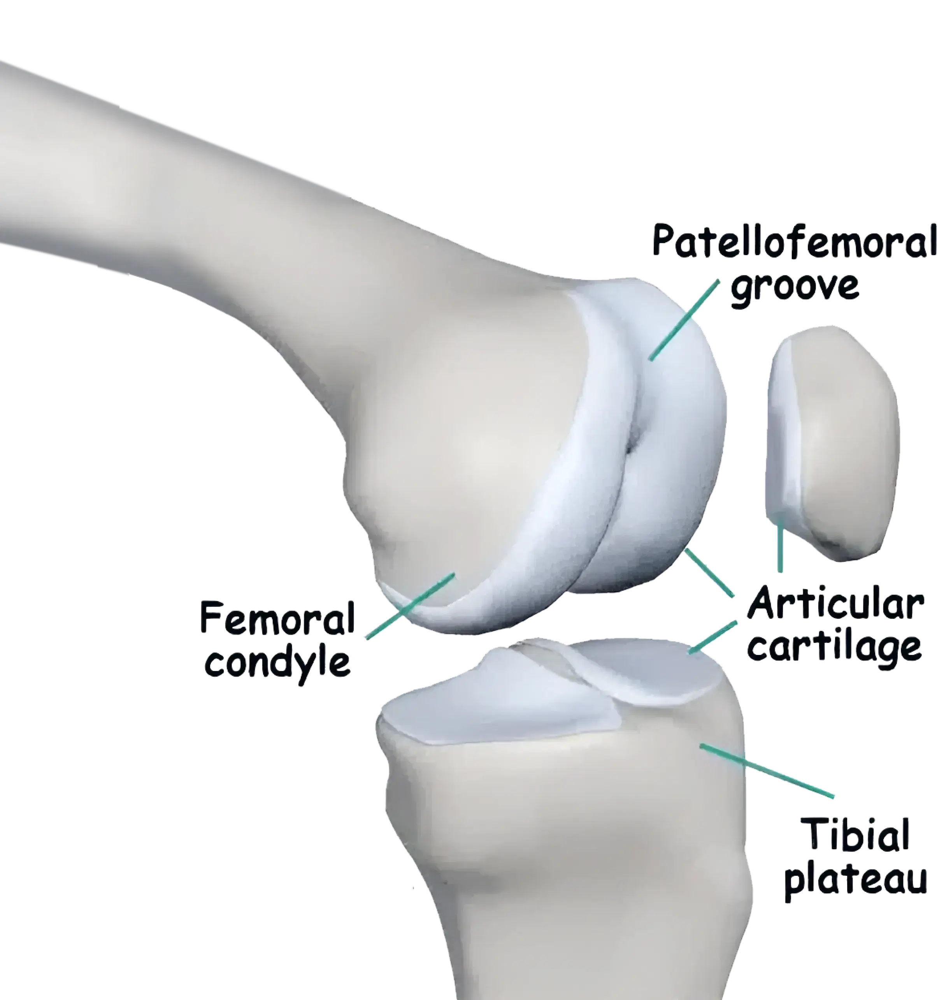 Patellofemoral
groove
Articular
cartilage
Femoral
condyle
Tibial
plateau